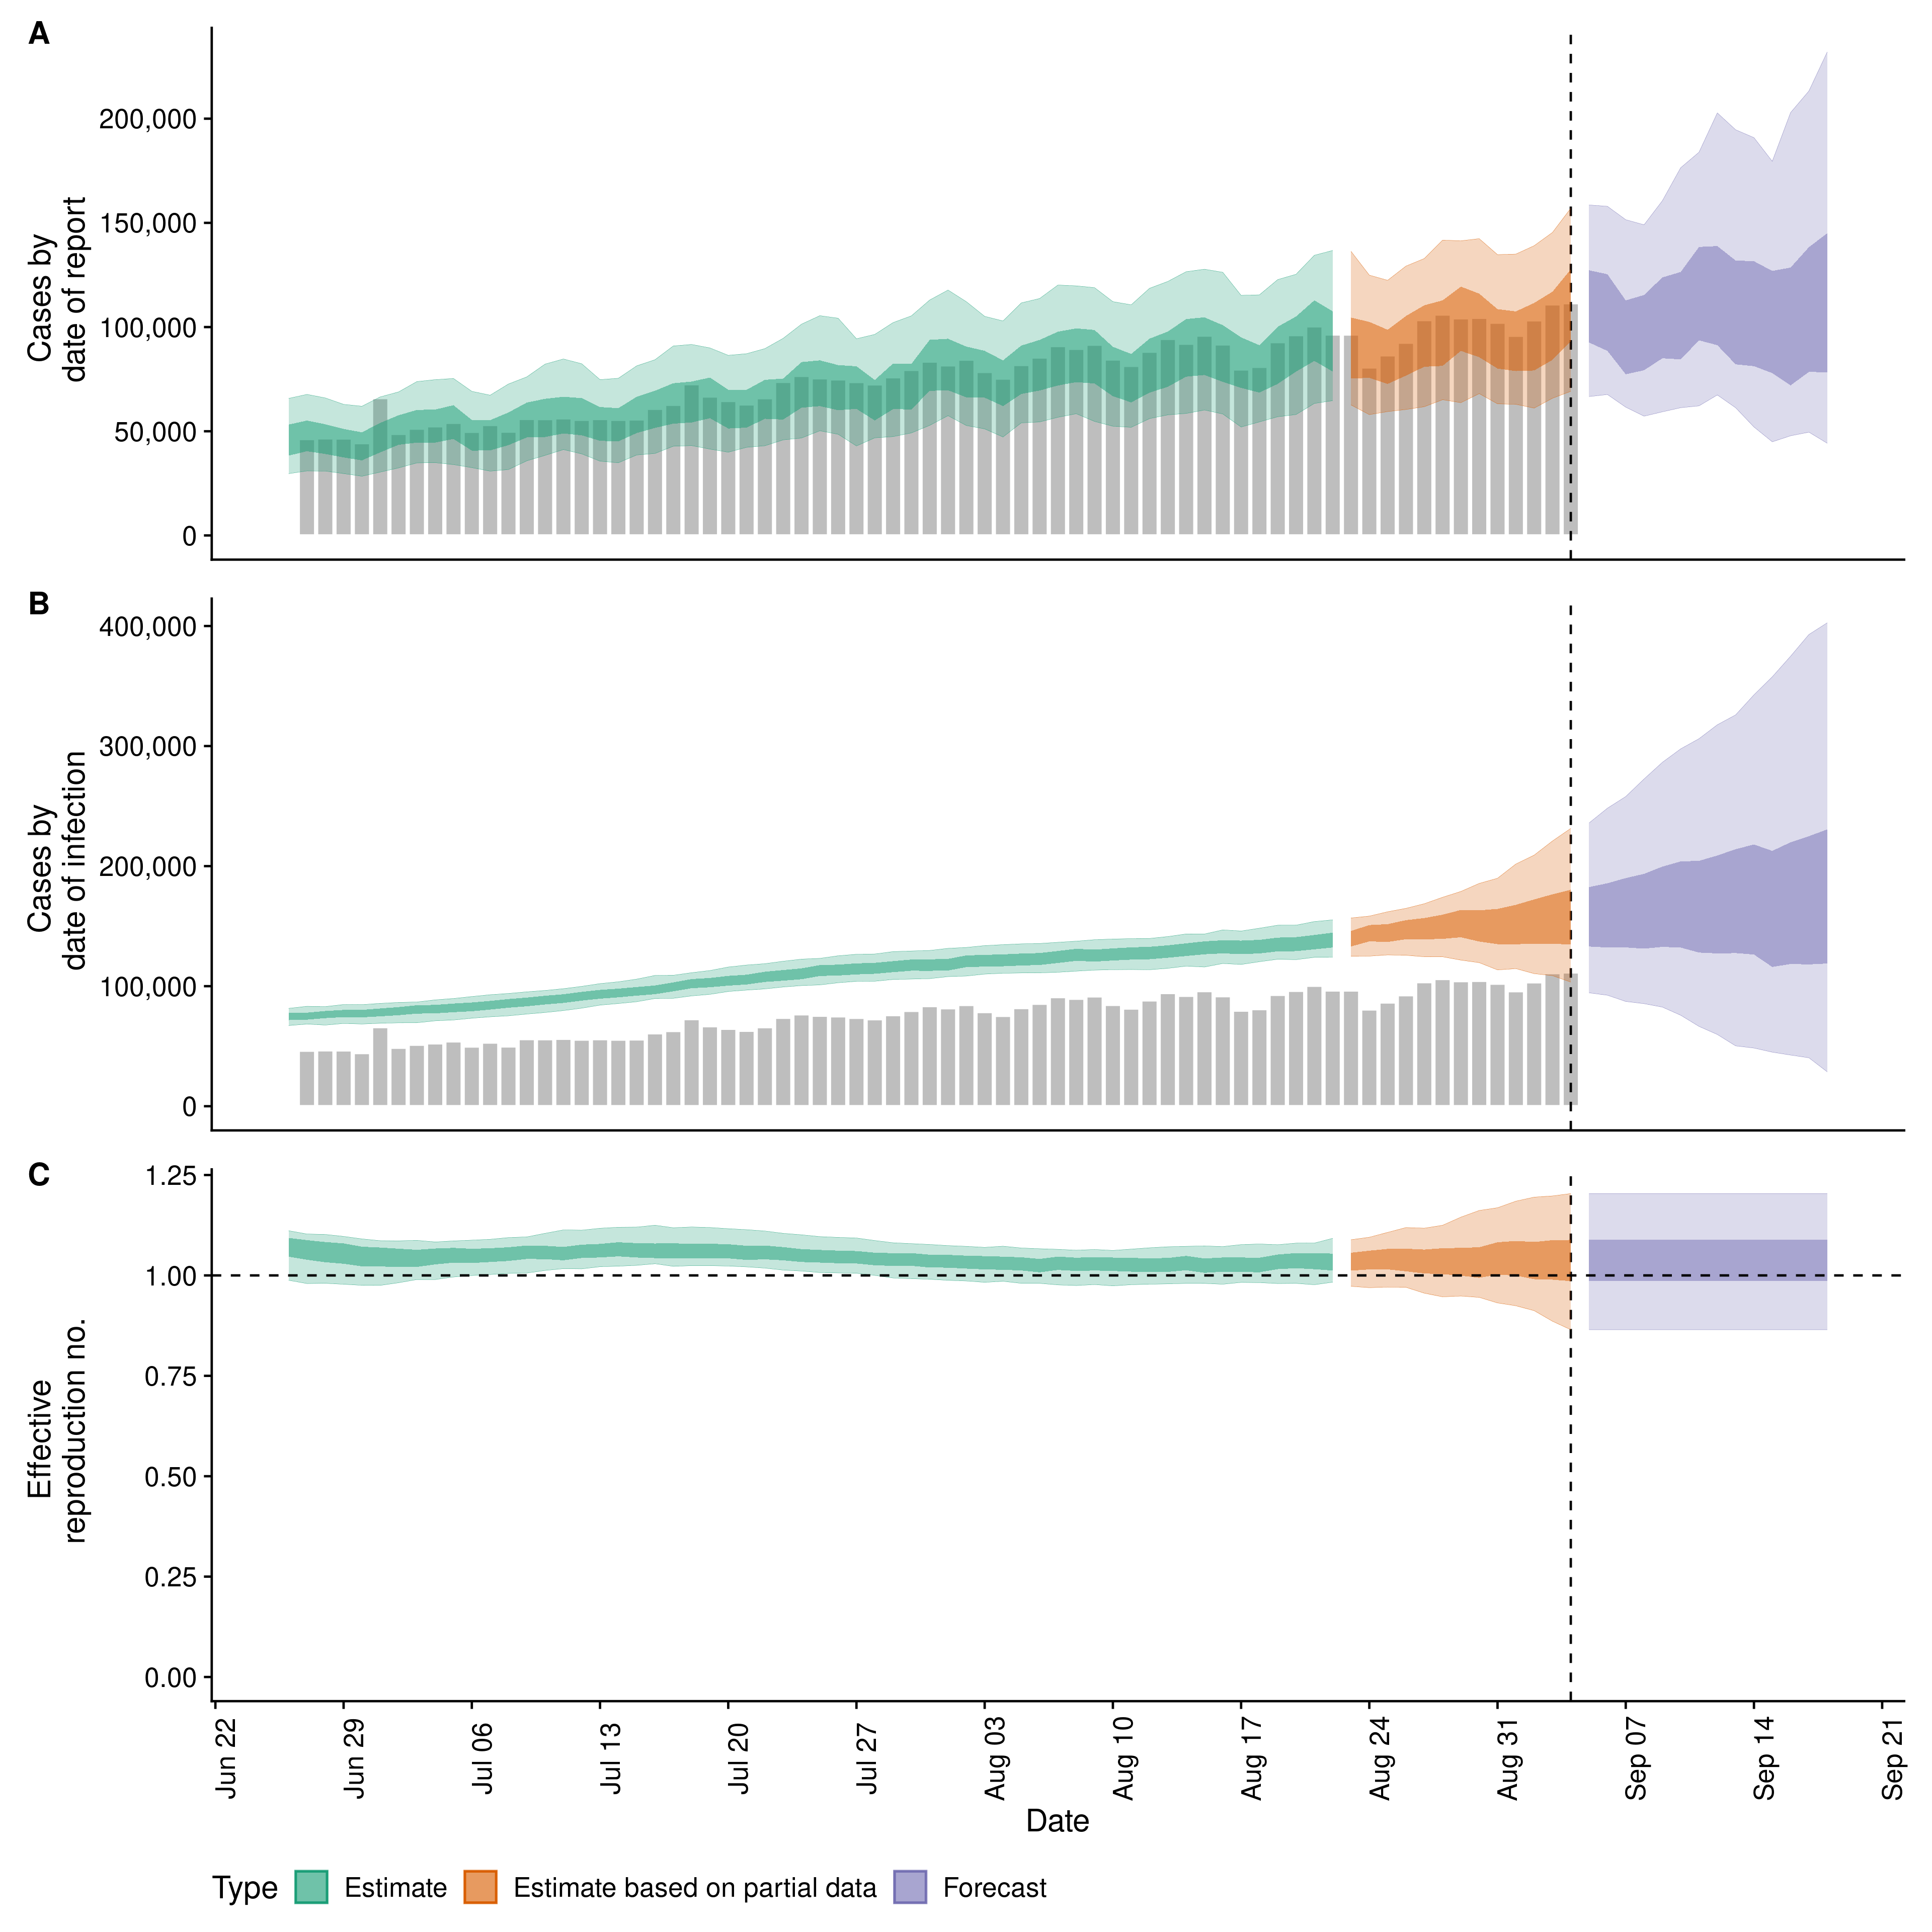 A
Cases by
date of report
200,000
150,000
100,000
50,000
0
B
Cases by
date of infection
400,000
300,000
200,000
100,000
0
C
Effective
reproduction no.
1.25
1.00
0.75
0.50
0.25
0.00
Jun 22
Jun 29
Jul 06
Jul 13
Jul 20
Jul 27
Aug 03
Aug 10
Aug 17
Aug 24
Aug 31
Sep 07
Sep 14
Sep 21
Date
Type Estimate Estimate based on partial data Forecast